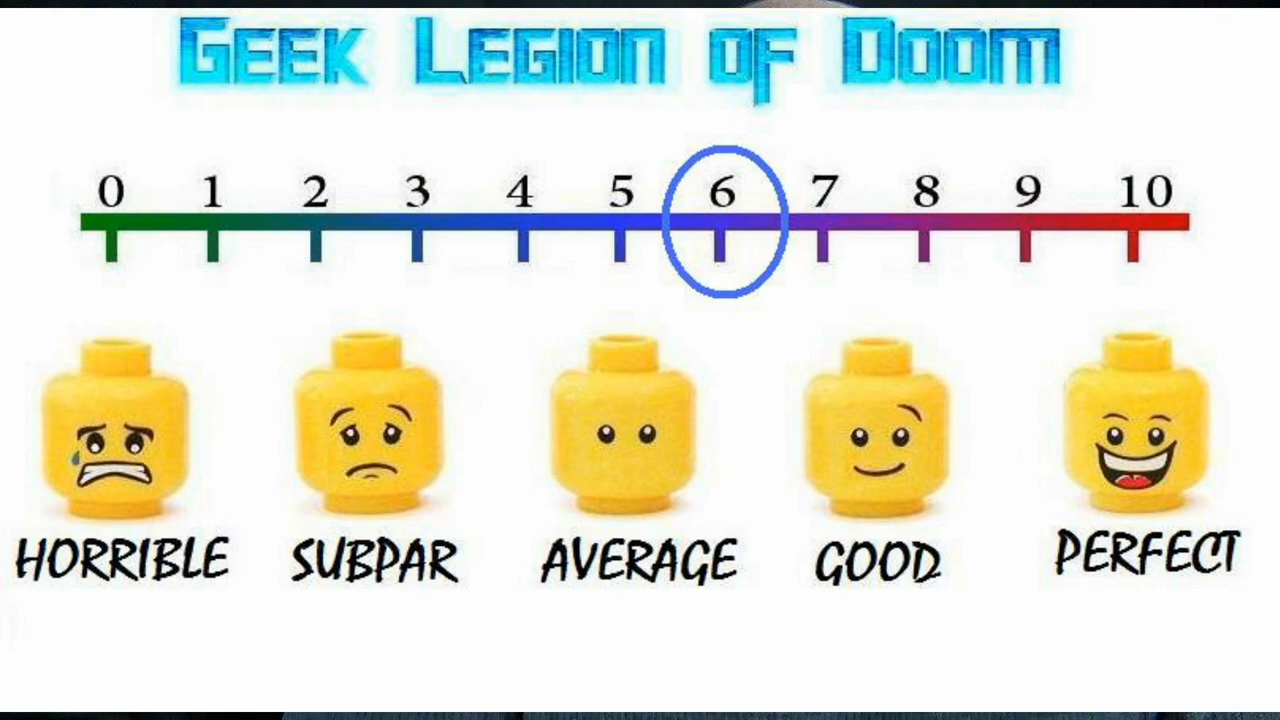 GEEK LEGION OF DOOM
0 1 2 3 4 5 6 7 8 9 10
HORRIBLE SUBPAR AVERAGE GOOD PERFECT